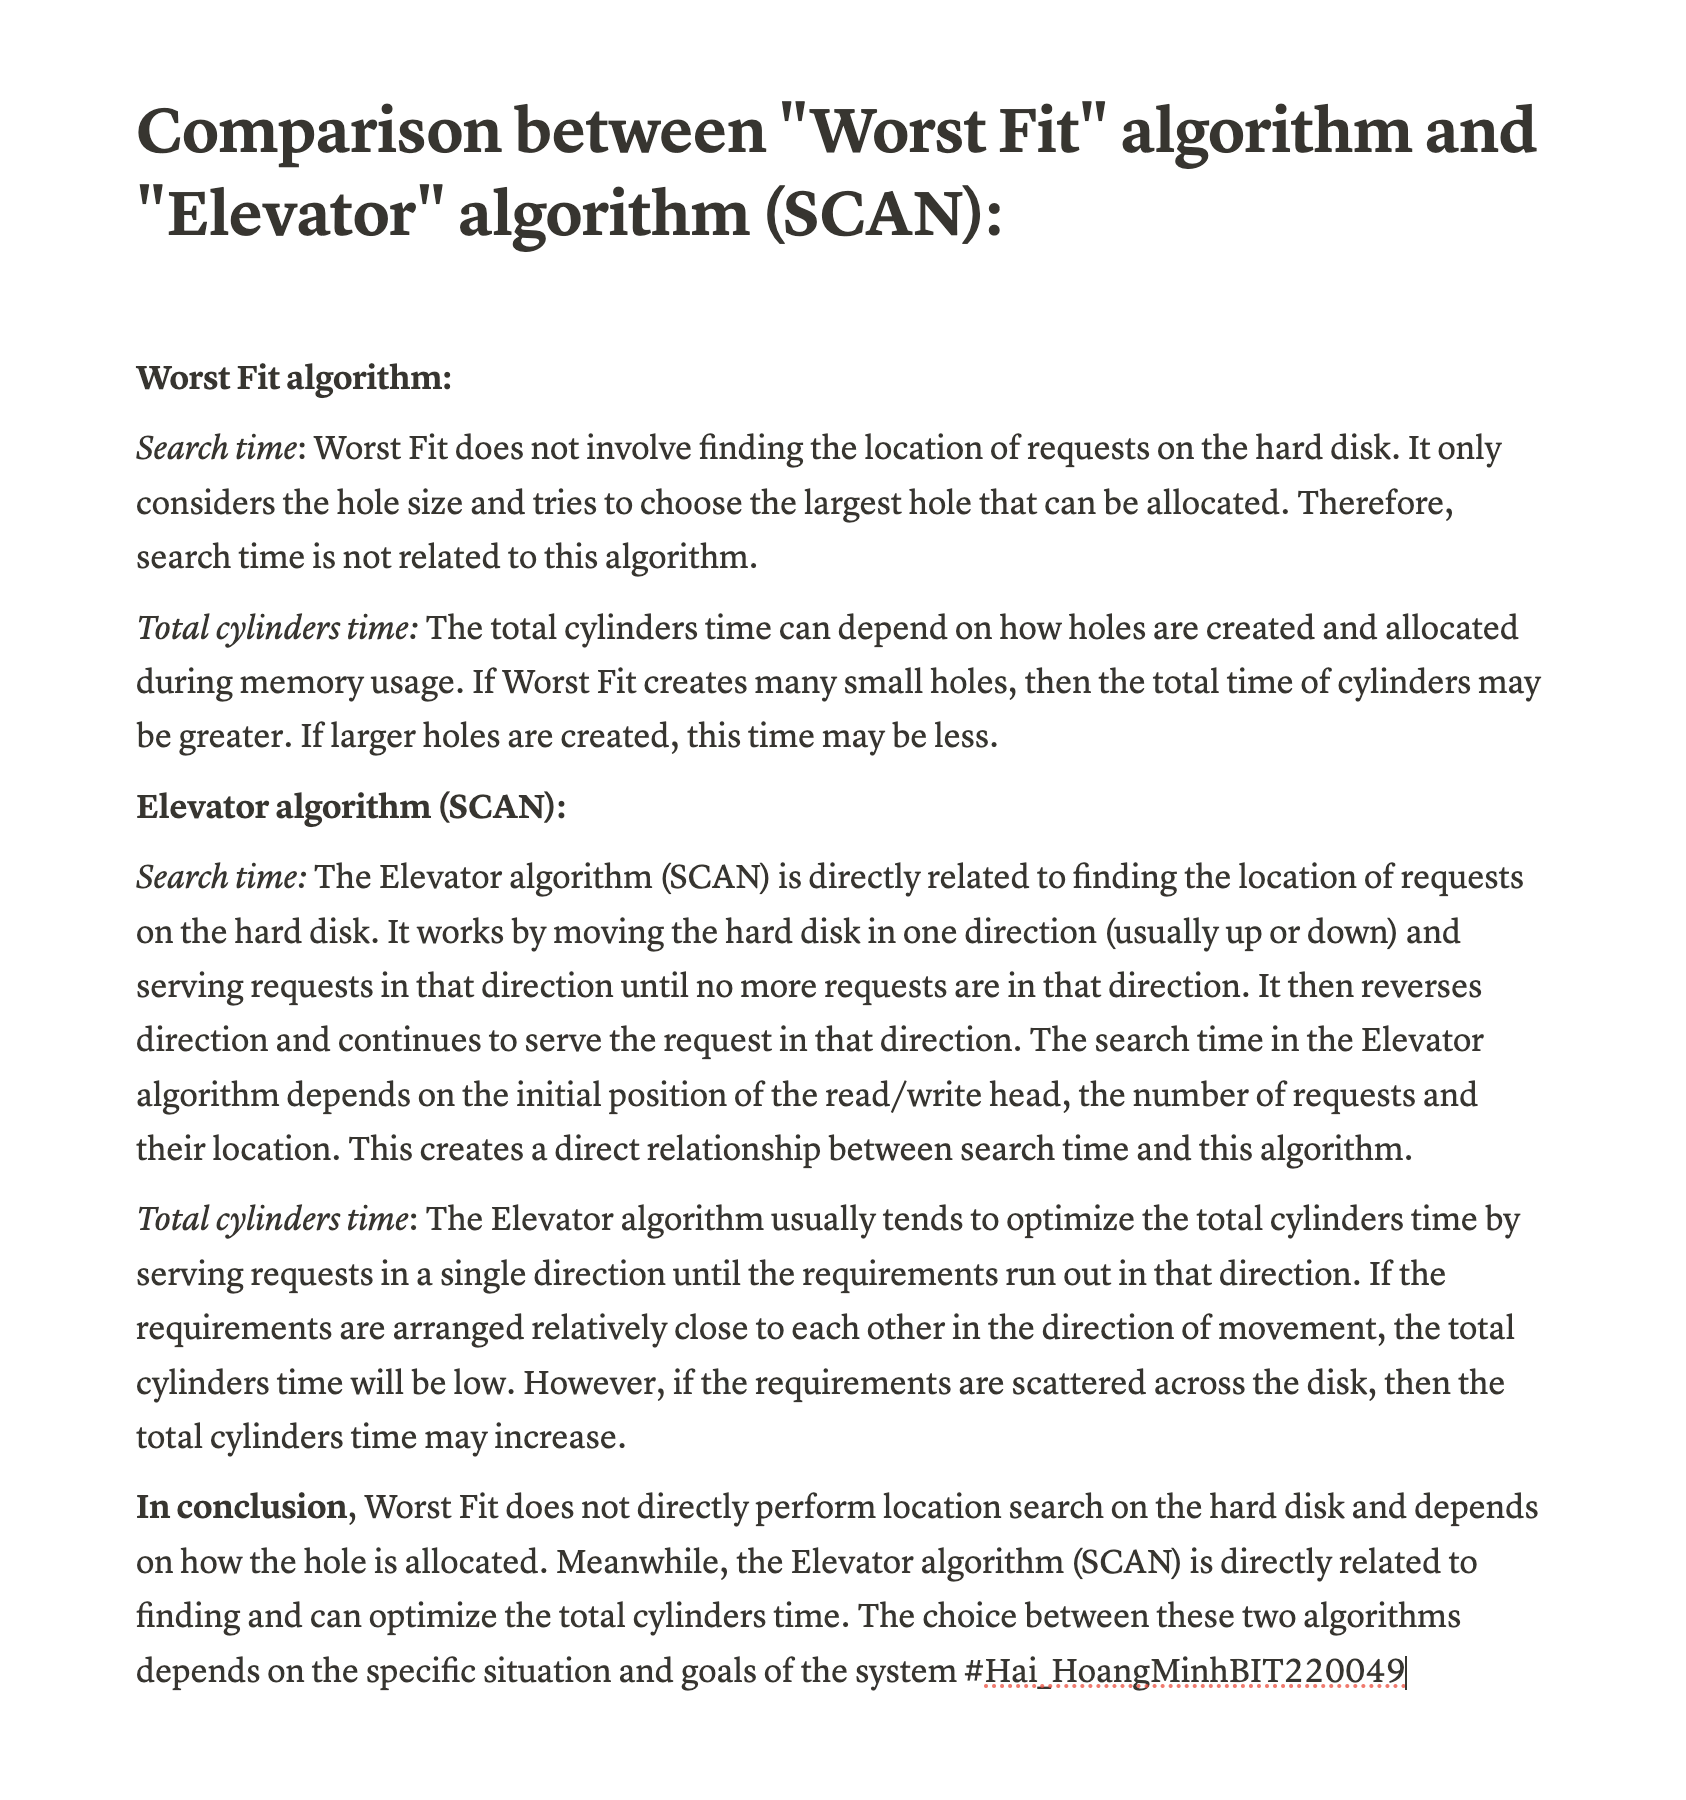 Comparison between "Worst Fit" algorithm and
"Elevator" algorithm (SCAN):
Worst Fit algorithm:
Search time: Worst Fit does not involve finding the location of requests on the hard disk. It only
considers the hole size and tries to choose the largest hole that can be allocated. Therefore,
search time is not related to this algorithm.
Total cylinders time: The total cylinders time can depend on how holes are created and allocated
during memory usage. If Worst Fit creates many small holes, then the total time of cylinders may
be greater. If larger holes are created, this time may be less.
Elevator algorithm (SCAN):
Search time: The Elevator algorithm (SCAN) is directly related to finding the location of requests
on the hard disk. It works by moving the hard disk in one direction (usually up or down) and
serving requests in that direction until no more requests are in that direction. It then reverses
direction and continues to serve the request in that direction. The search time in the Elevator
algorithm depends on the initial position of the read/write head, the number of requests and
their location. This creates a direct relationship between search time and this algorithm.
Total cylinders time: The Elevator algorithm usually tends to optimize the total cylinders time by
serving requests in a single direction until the requirements run out in that direction. If the
requirements are arranged relatively close to each other in the direction of movement, the total
cylinders time will be low. However, if the requirements are scattered across the disk, then the
total cylinders time may increase.
In conclusion, Worst Fit does not directly perform location search on the hard disk and depends
on how the hole is allocated. Meanwhile, the Elevator algorithm (SCAN) is directly related to
finding and can optimize the total cylinders time. The choice between these two algorithms
depends on the specific situation and goals of the system #Hai_HoangMinhBIT220049